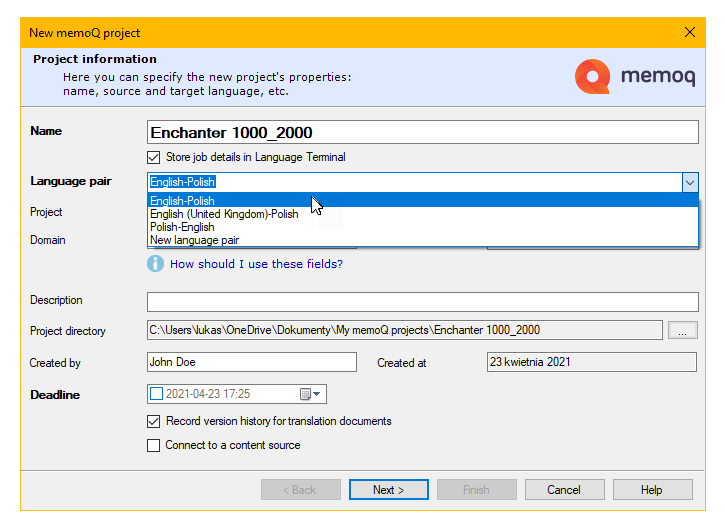 New memoQ project
Project information
Here you can specify the new project's properties:
name, source and target language, etc.
memoq
Name
Enchanter 1000_2000
Store job details in Language Terminal
Language pair
English-Polish
English-Polish
Project
English (United Kingdom)-Polish
Polish-English
Domain
New language pair
How should I use these fields?
Description
Project directory
C:\Users\lukas\OneDrive\Dokumenty\My memoQ projects\Enchanter 1000_2000
...
Created by
John Doe
Created at
23 kwietnia 2021
Deadline
2021-04-23 17:25
Record version history for translation documents
Connect to a content source
< Back
Next >
Finish
Cancel
Help